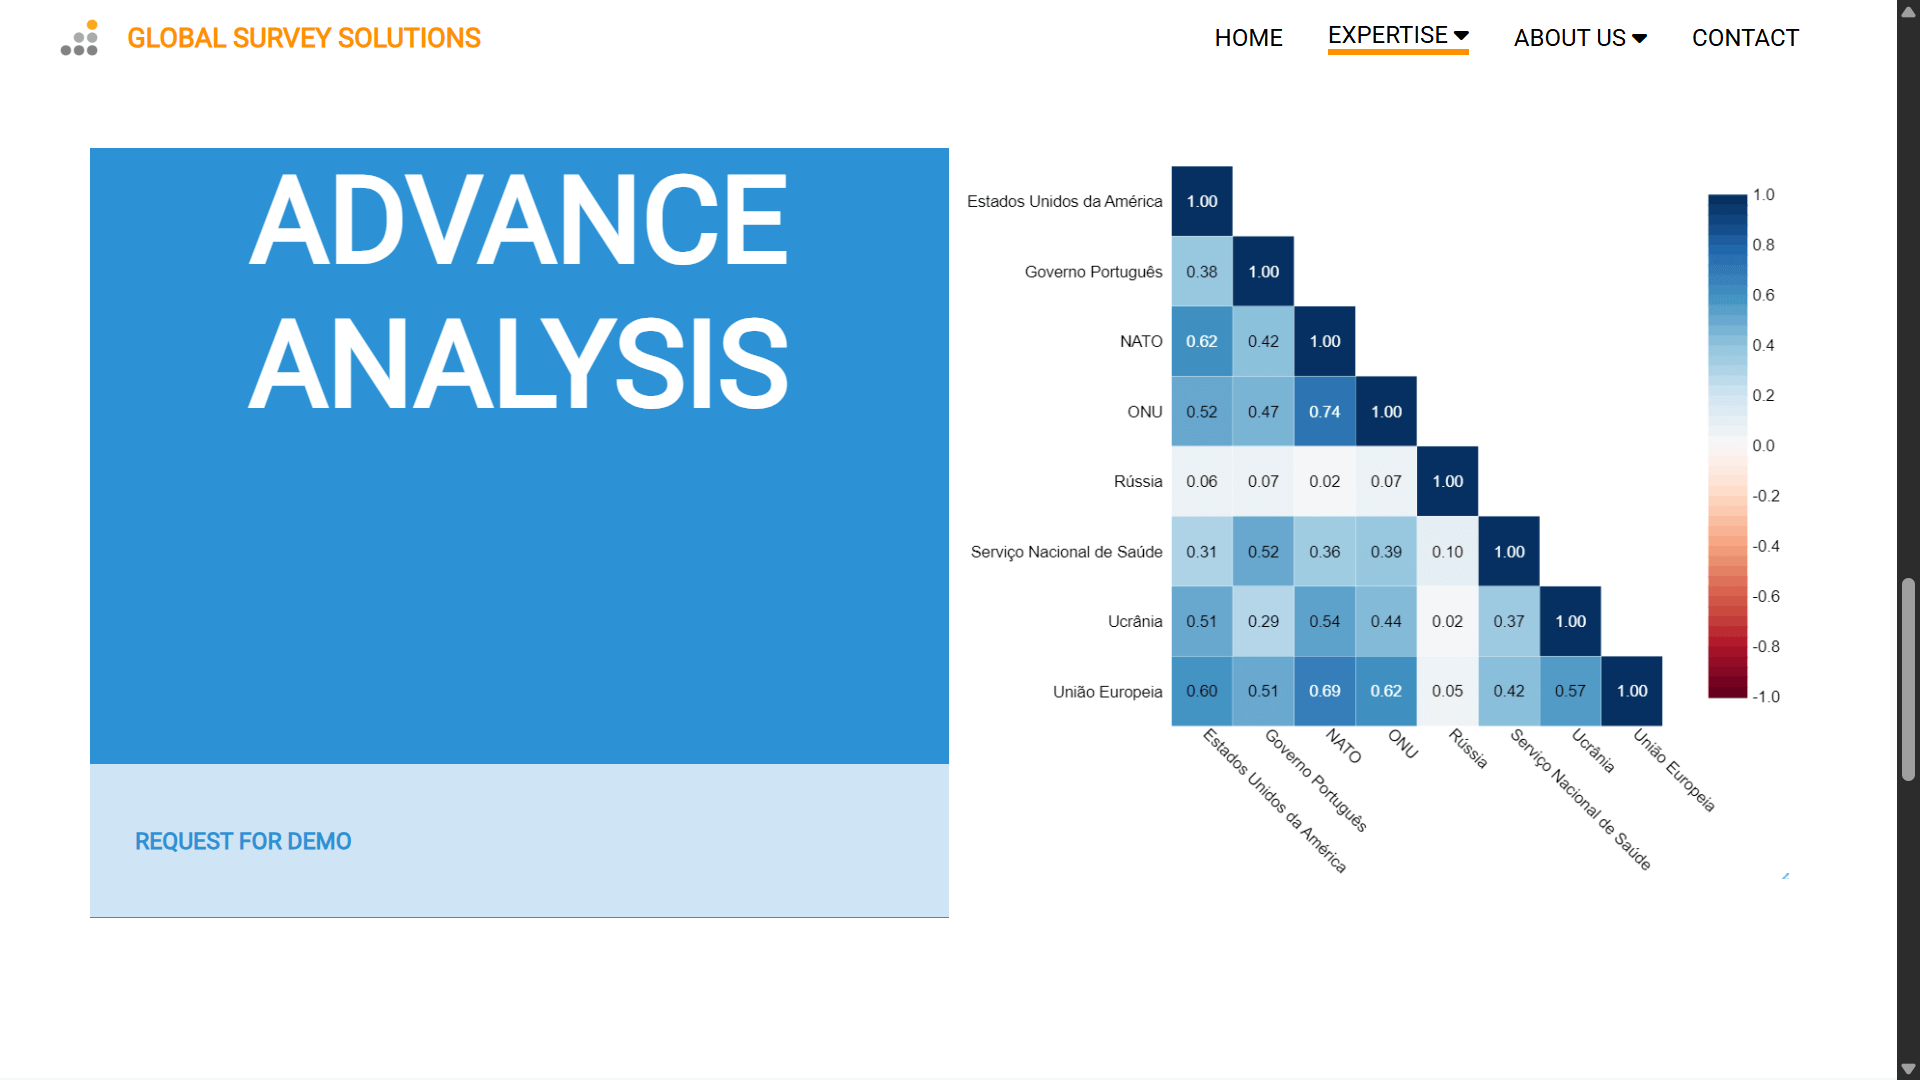 GLOBAL SURVEY SOLUTIONS
HOME
EXPERTISE
ABOUT US
CONTACT
ADVANCE
ANALYSIS
REQUEST FOR DEMO
Estados Unidos da América 1.00
Governo Português 0.38 1.00
NATO 0.62 0.42 1.00
ONU 0.52 0.47 0.74 1.00
Rússia 0.06 0.07 0.02 0.07 1.00
Serviço Nacional de Saúde 0.31 0.52 0.36 0.39 0.10 1.00
Ucrânia 0.51 0.29 0.54 0.44 0.02 0.37 1.00
União Europeia 0.60 0.51 0.69 0.62 0.05 0.42 0.57 1.00
Estados Unidos da América
Governo Português
NATO
ONU
Rússia
Serviço Nacional de Saúde
Ucrânia
União Europeia
1.0
0.8
0.6
0.4
0.2
0.0
-0.2
-0.4
-0.6
-0.8
-1.0